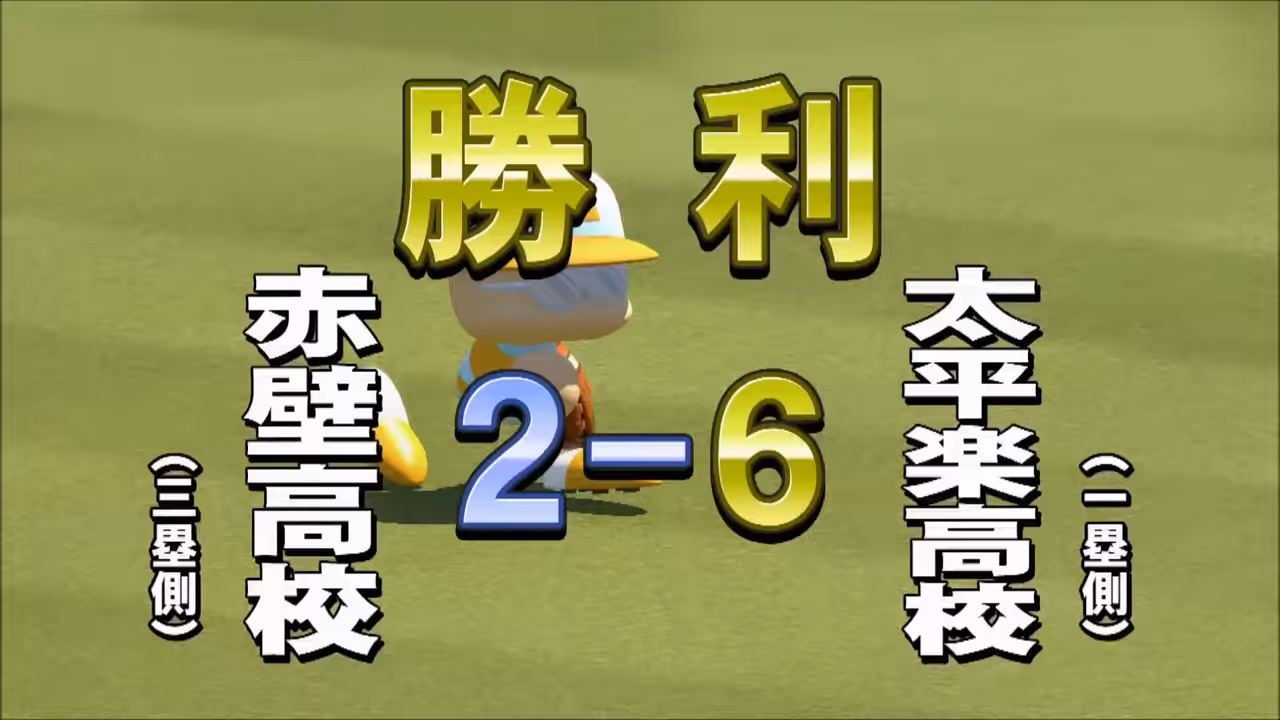 勝利
赤壁高校
(三塁側)
2-6
太平楽高校
(一塁側)